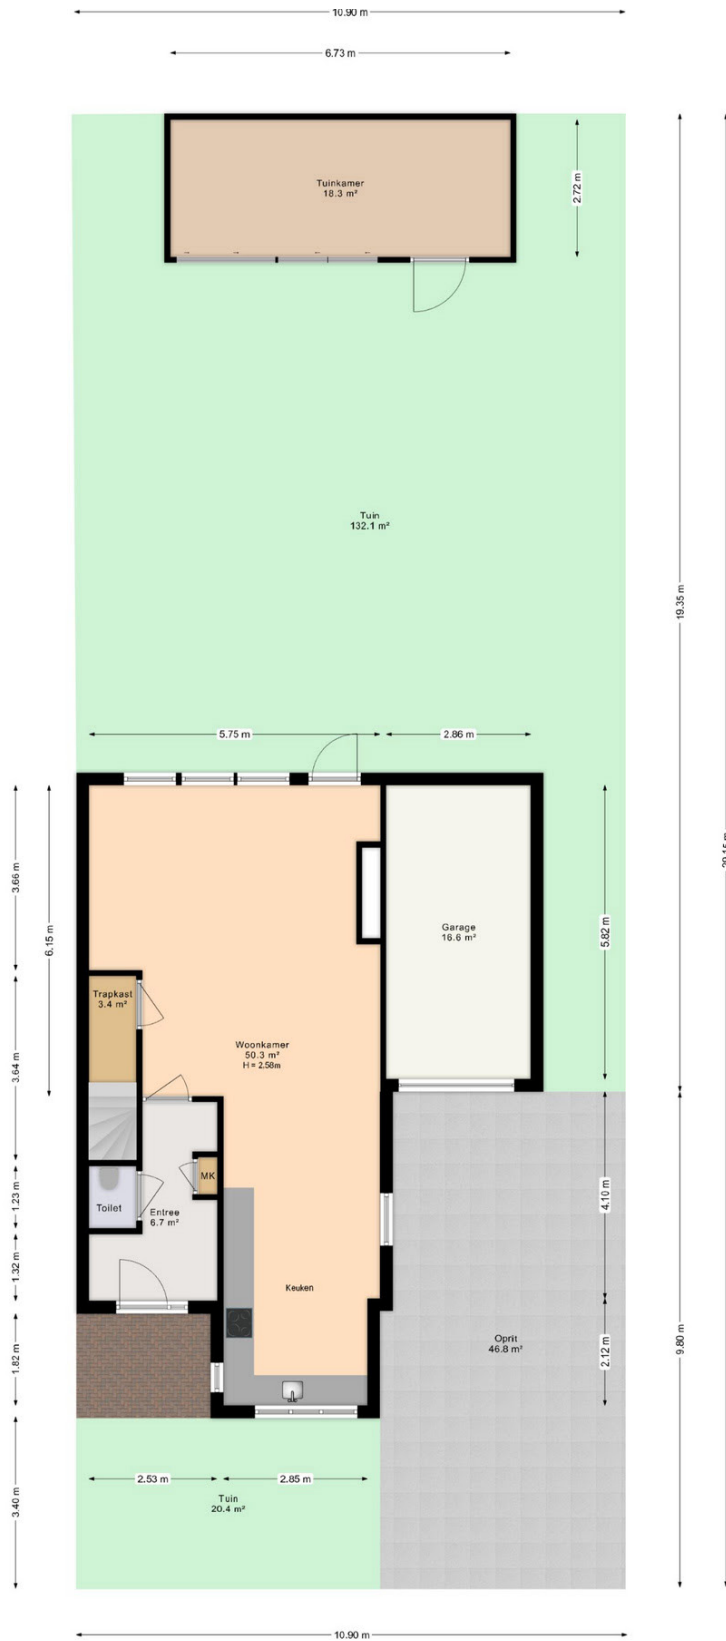 10.90 m
6.73 m
Tuinkamer
18.3 m²
2.72 m
Tuin
132.1 m²
19.35 m
5.75 m
2.86 m
3.66 m
6.15 m
5.82 m
Garage
16.6 m²
Trapkast
3.4 m²
Woonkamer
50.3 m²
H = 2.58m
3.64 m
MK
Toilet
Entree
6.7 m²
1.23 m
4.10 m
1.32 m
Keuken
Oprit
46.8 m²
1.82 m
2.12 m
9.80 m
2.53 m
2.85 m
Tuin
20.4 m²
3.40 m
10.90 m